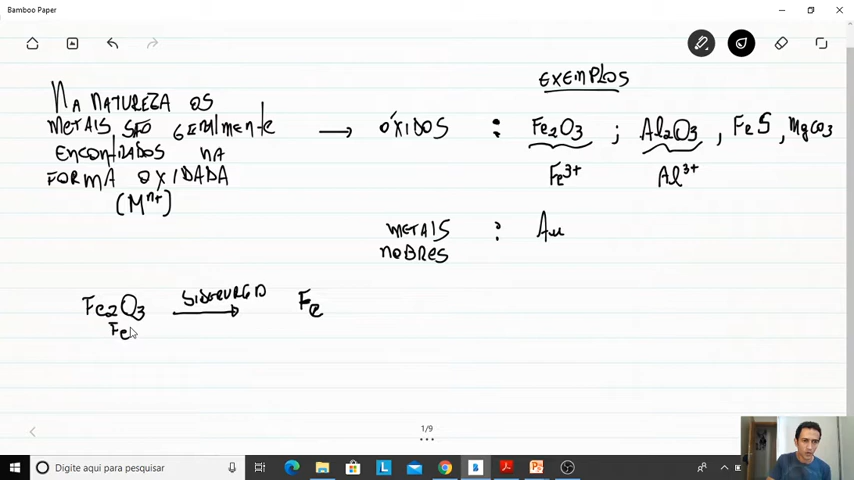 Bamboo Paper
EXEMPLOS
NA NATUREZA OS
METAIS SÃO GERALMENTE → ÓXIDOS : Fe2O3 ; Al2O3 , FeS , MgCO3
ENCONTRADOS NA
FORMA OXIDADA Fe3+ Al3+
(Mn+)
METAIS : Au
NOBRES
Fe2O3 → Fe
Fe
1/9
Digite aqui para pesquisar